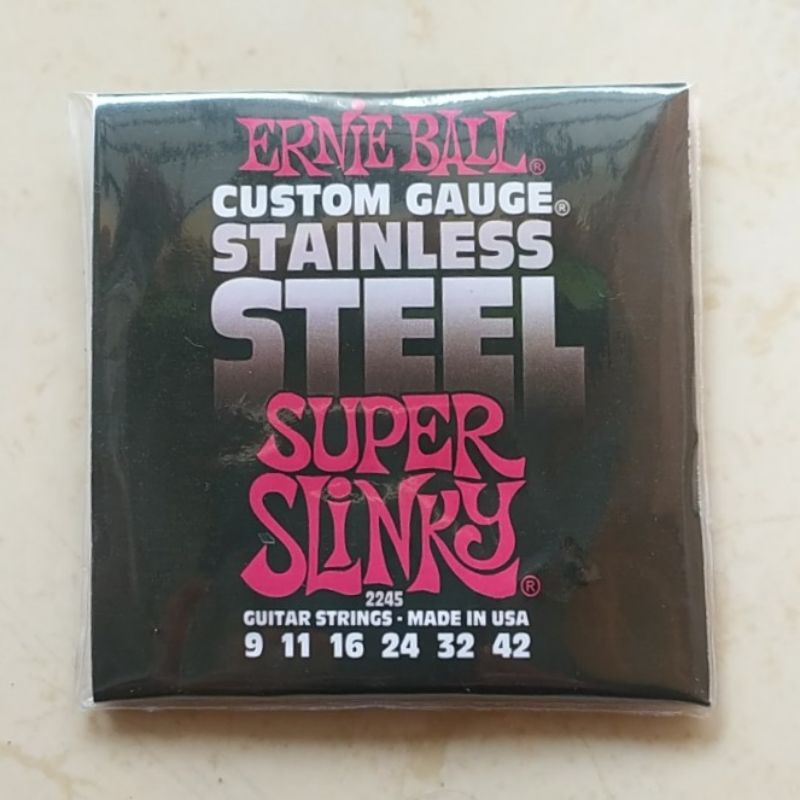 ERNIE BALL®
CUSTOM GAUGE®
STAINLESS
STEEL
SUPER
SLINKY®
2245
GUITAR STRINGS · MADE IN USA
9 11 16 24 32 42